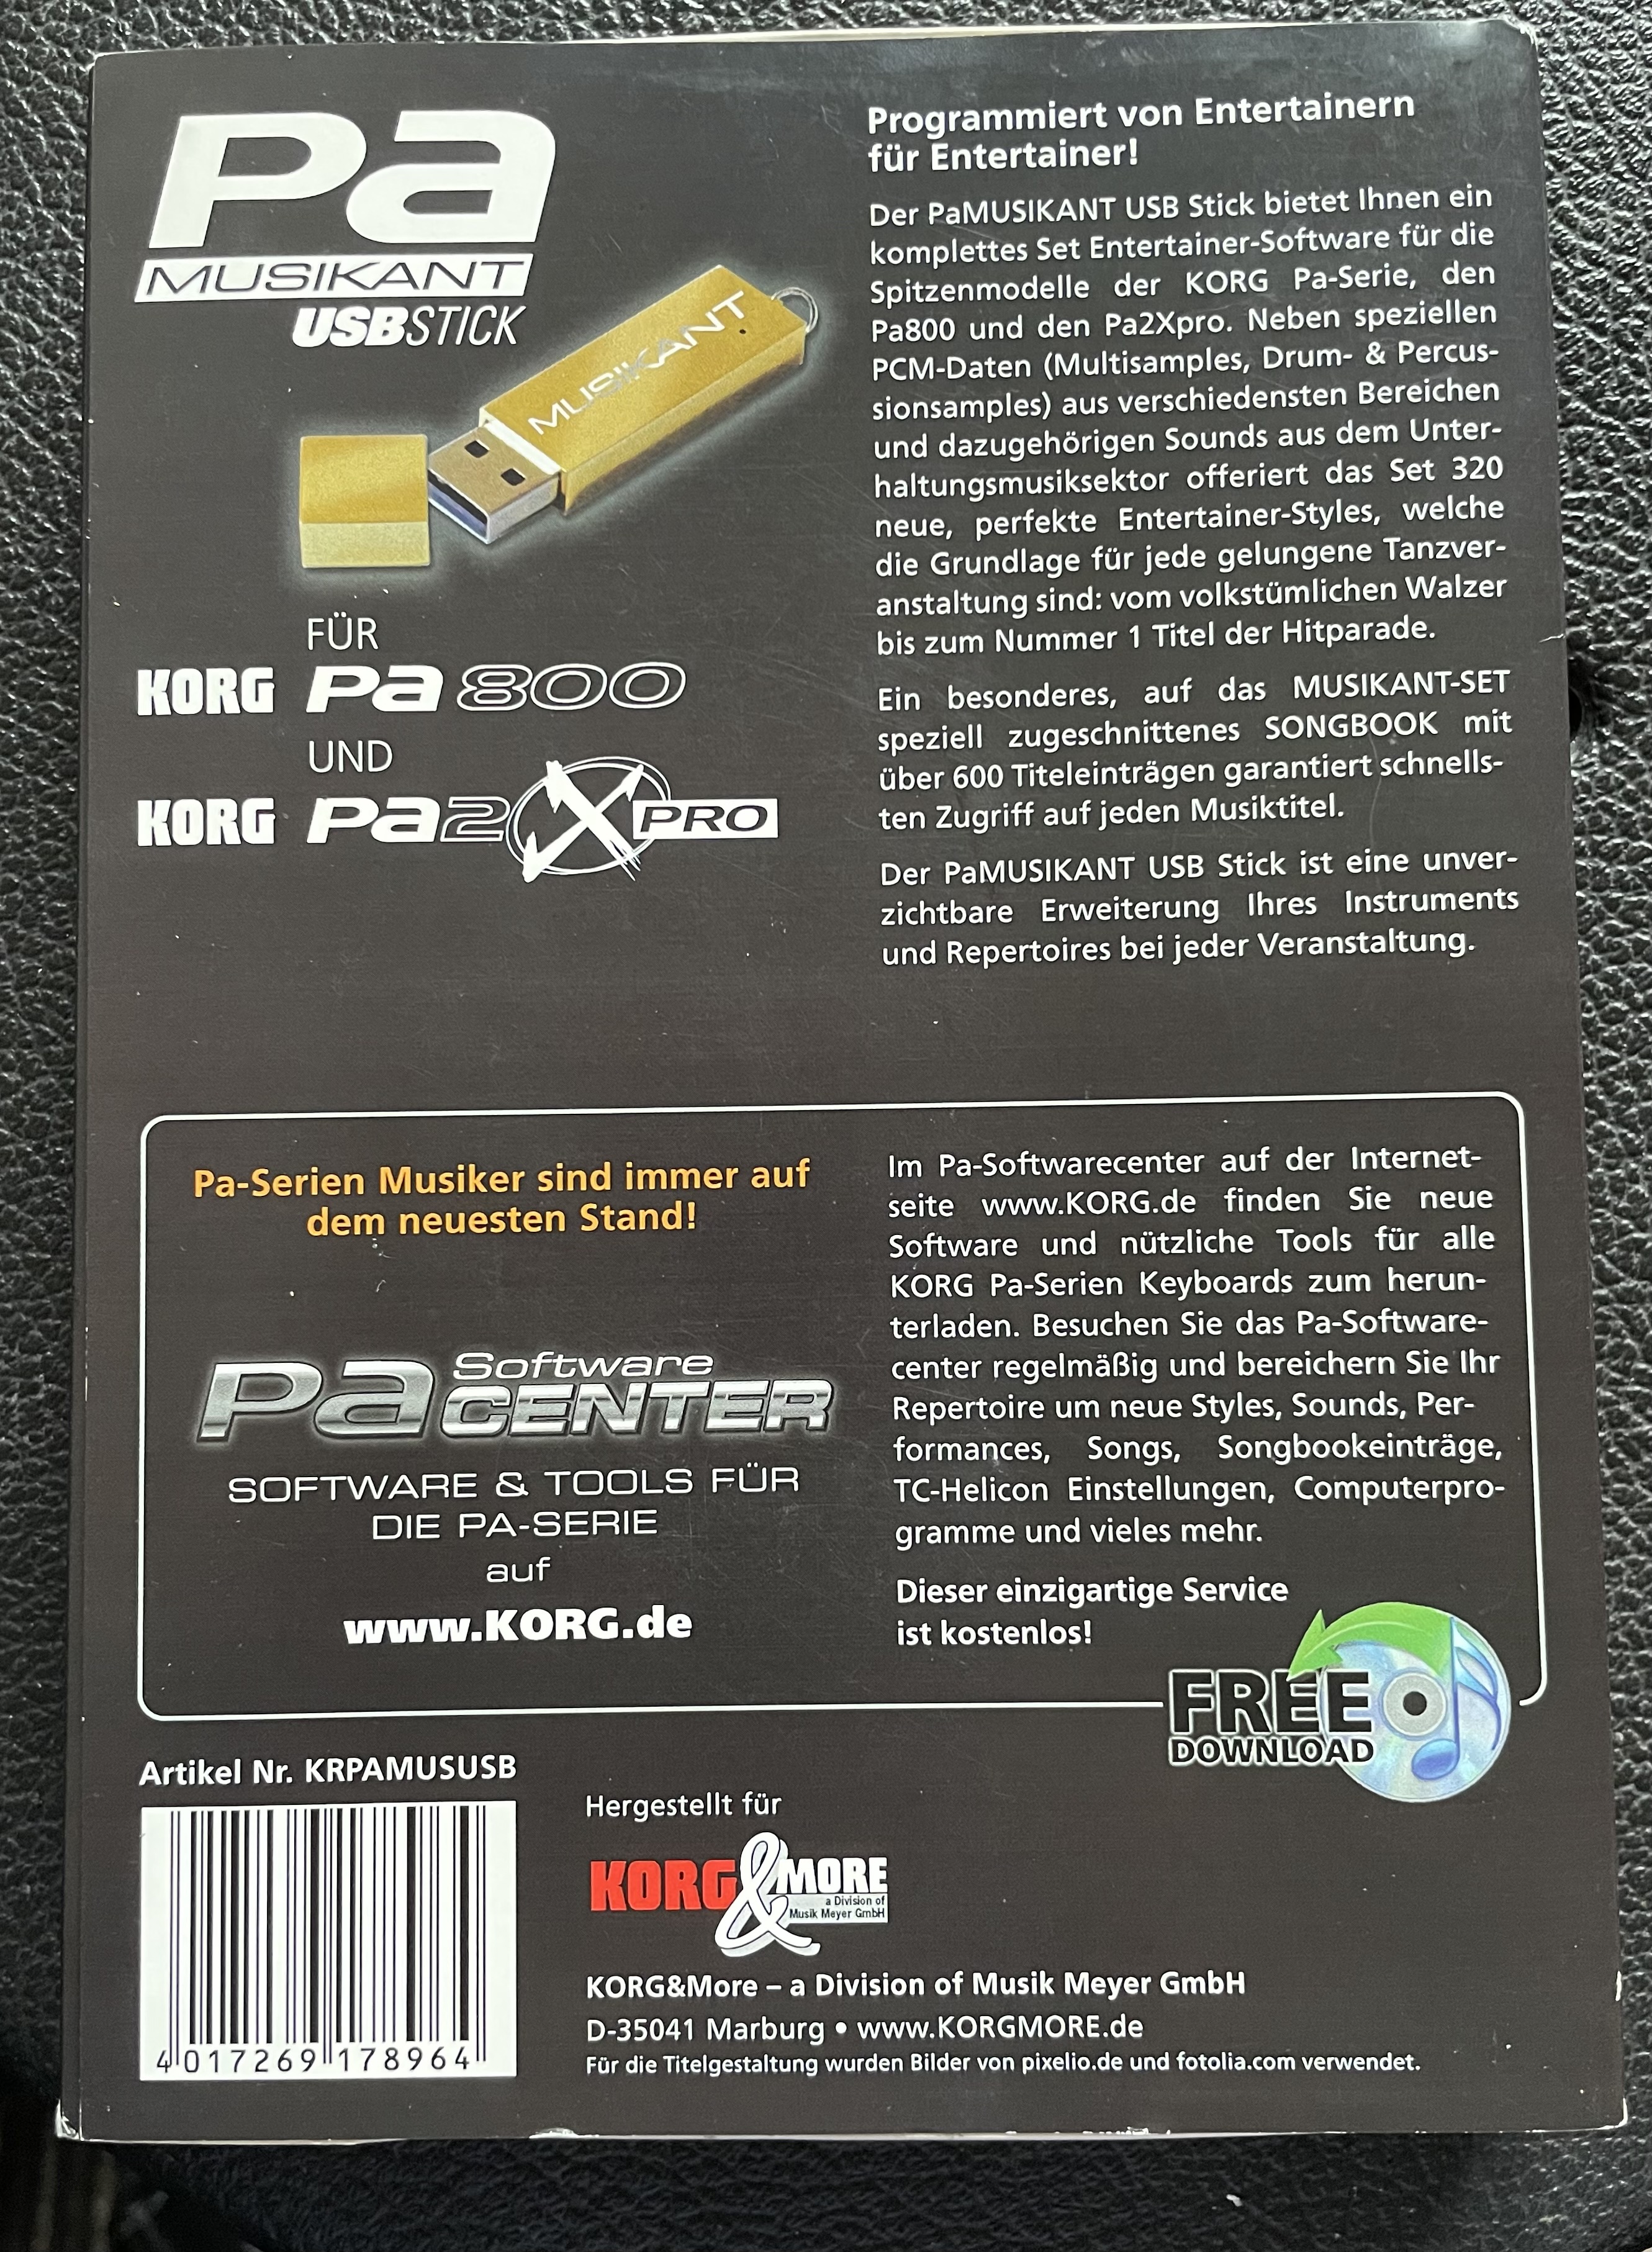 Pa
MUSIKANT
USBSTICK
MUSIKANT
FÜR
KORG Pa800
UND
KORG Pa2XPRO
Programmiert von Entertainern
für Entertainer!
Der PaMUSIKANT USB Stick bietet Ihnen ein
komplettes Set Entertainer-Software für die
Spitzenmodelle der KORG Pa-Serie, den
Pa800 und den Pa2Xpro. Neben speziellen
PCM-Daten (Multisamples, Drum- & Percus-
sionsamples) aus verschiedensten Bereichen
und dazugehörigen Sounds aus dem Unter-
haltungsmusiksektor offeriert das Set 320
neue, perfekte Entertainer-Styles, welche
die Grundlage für jede gelungene Tanzver-
anstaltung sind: vom volkstümlichen Walzer
bis zum Nummer 1 Titel der Hitparade.
Ein besonderes, auf das MUSIKANT-SET
speziell zugeschnittenes SONGBOOK mit
über 600 Titeleinträgen garantiert schnells-
ten Zugriff auf jeden Musiktitel.
Der PaMUSIKANT USB Stick ist eine unver-
zichtbare Erweiterung Ihres Instruments
und Repertoires bei jeder Veranstaltung.
Pa-Serien Musiker sind immer auf
dem neuesten Stand!
Pa Software
CENTER
SOFTWARE & TOOLS FÜR
DIE PA-SERIE
auf
www.KORG.de
Im Pa-Softwarecenter auf der Internet-
seite www.KORG.de finden Sie neue
Software und nützliche Tools für alle
KORG Pa-Serien Keyboards zum herun-
terladen. Besuchen Sie das Pa-Software-
center regelmäßig und bereichern Sie Ihr
Repertoire um neue Styles, Sounds, Per-
formances, Songs, Songbookeinträge,
TC-Helicon Einstellungen, Computerpro-
gramme und vieles mehr.
Dieser einzigartige Service
ist kostenlos!
FREE
DOWNLOAD
Artikel Nr. KRPAMUSUSB
4 017269 178964
Hergestellt für
KORG & MORE
a Division of
Musik Meyer GmbH
KORG&More – a Division of Musik Meyer GmbH
D-35041 Marburg • www.KORGMORE.de
Für die Titelgestaltung wurden Bilder von pixelio.de und fotolia.com verwendet.